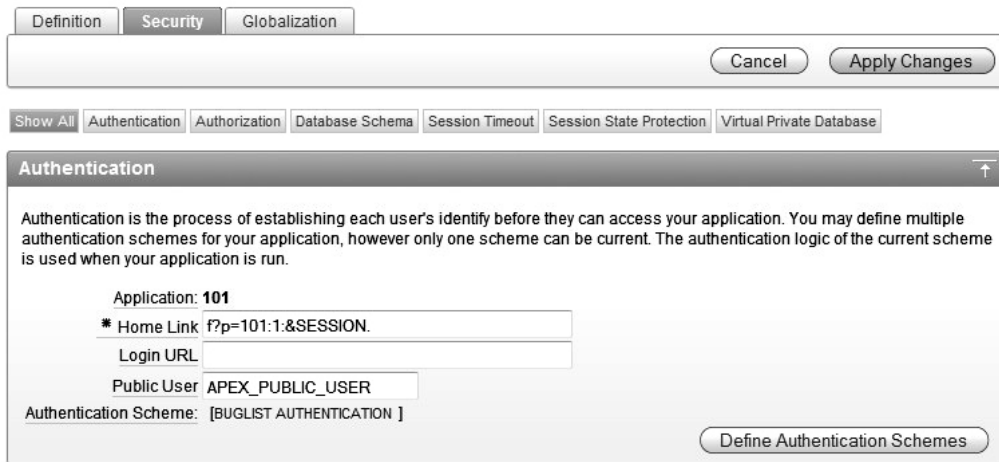 Definition Security Globalization
Cancel Apply Changes
Show All Authentication Authorization Database Schema Session Timeout Session State Protection Virtual Private Database
Authentication
Authentication is the process of establishing each user's identify before they can access your application. You may define multiple
authentication schemes for your application, however only one scheme can be current. The authentication logic of the current scheme
is used when your application is run.
Application: 101
* Home Link f?p=101:1:&SESSION.
Login URL
Public User APEX_PUBLIC_USER
Authentication Scheme: [BUGLIST AUTHENTICATION ]
Define Authentication Schemes